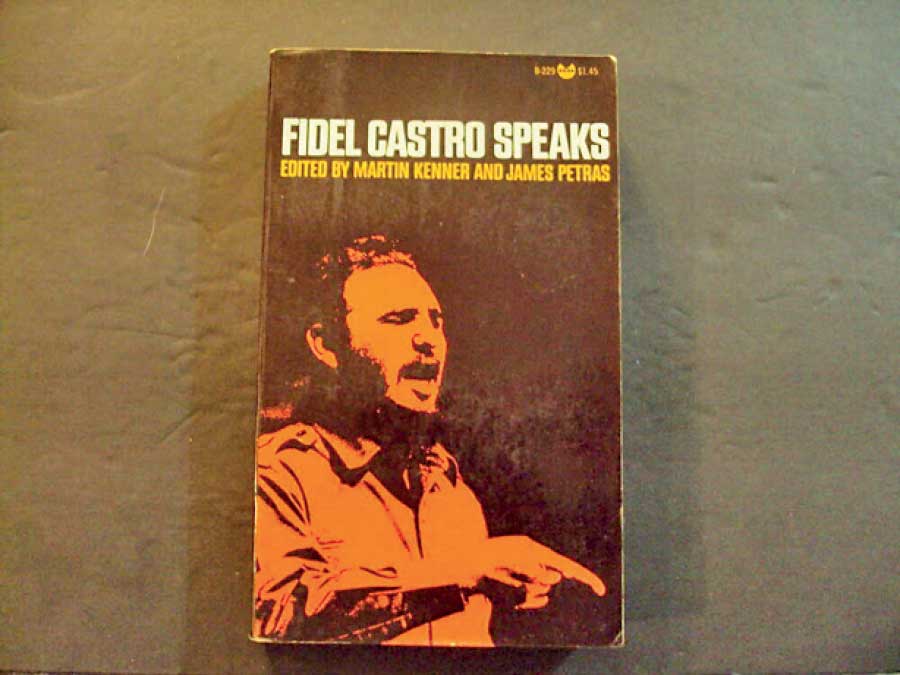 B-229 $1.45
FIDEL CASTRO SPEAKS
EDITED BY MARTIN KENNER AND JAMES PETRAS